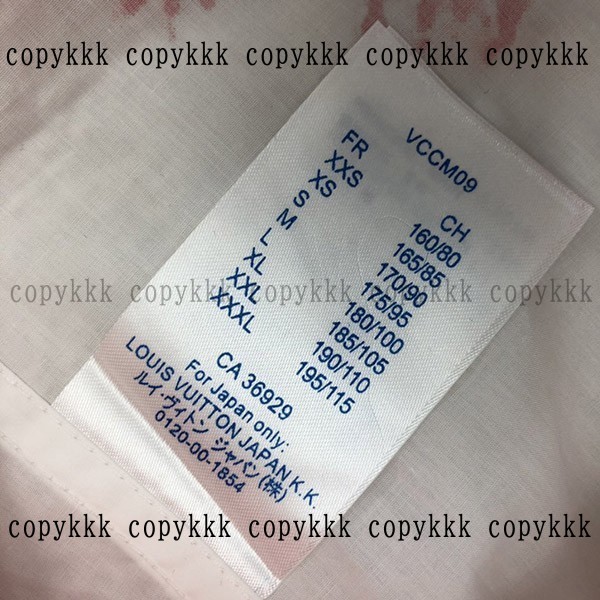 copykkk copykkk copykkk copykkk copykkk
VCCM09
FR CH
XXS 160/80
XS 165/85
S 170/90
M 175/95
L 180/100
XL 185/105
XXL 190/110
XXXL 195/115
copykkk copykkk copykkk copykkk copykkk
CA 36929
For Japan only:
LOUIS VUITTON JAPAN K.K.
ルイ・ヴィトン ジャパン(株)
0120-00-1854
copykkk copykkk copykkk copykkk copykkk